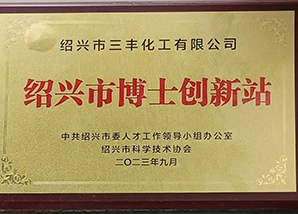 绍兴市三丰化工有限公司
绍兴市博士创新站
中共绍兴市委人才工作领导小组办公室
绍兴市科学技术协会
二〇二三年九月